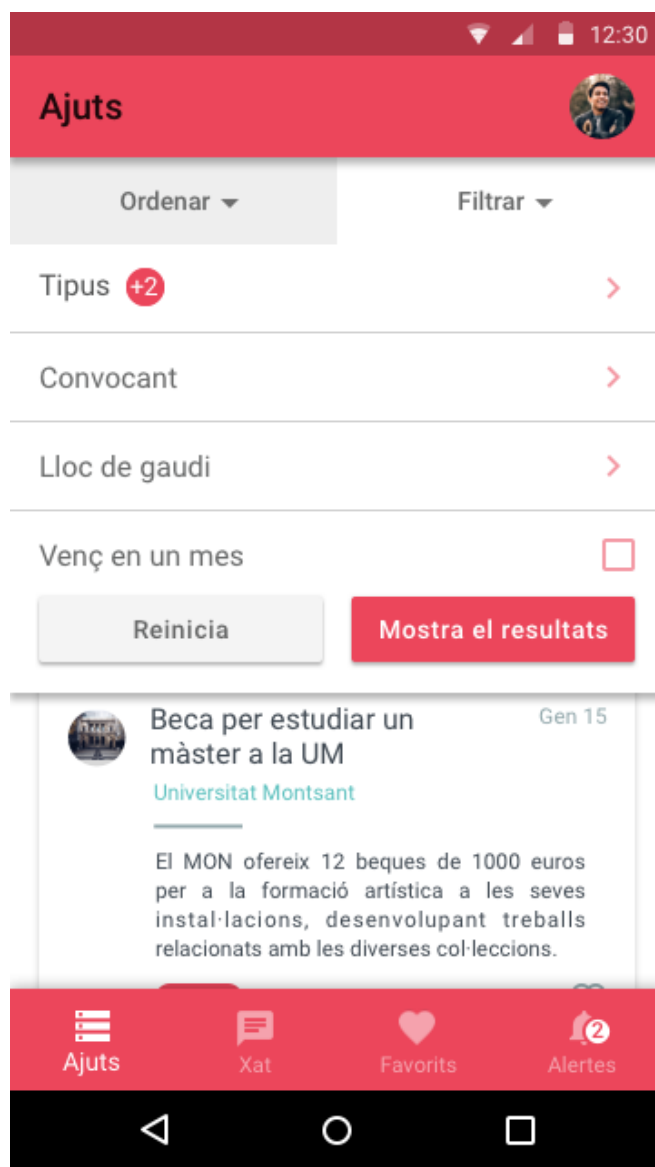 12:30
Ajuts
Ordenar
Filtrar
Tipus +2
Convocant
Lloc de gaudi
Venç en un mes
Reinicia
Mostra el resultats
Beca per estudiar un
màster a la UM
Gen 15
Universitat Montsant
El MON ofereix 12 beques de 1000 euros
per a la formació artística a les seves
instal·lacions, desenvolupant treballs
relacionats amb les diverses col·leccions.
2
Ajuts
Xat
Favorits
Alertes